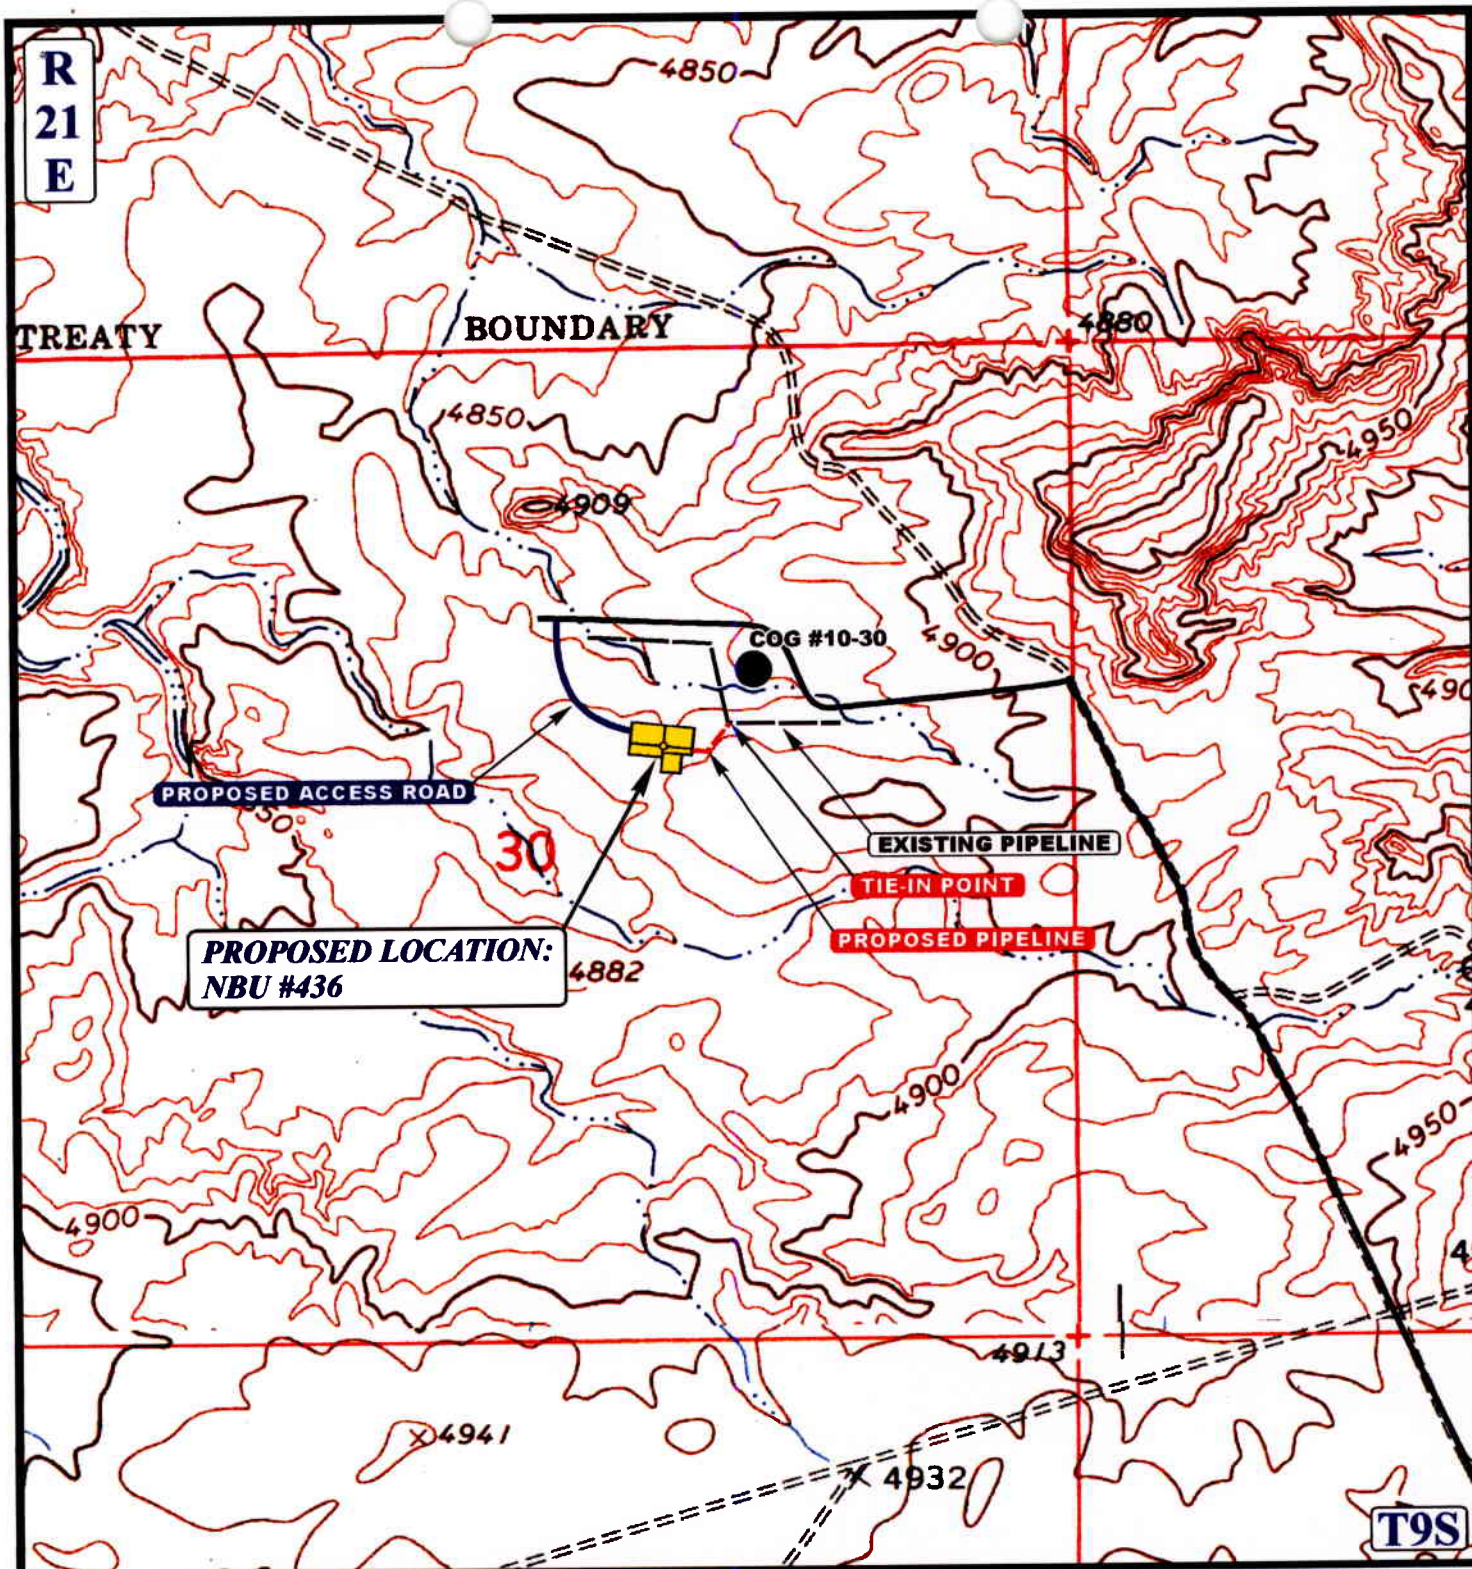 R
21
E
4850
TREATY BOUNDARY
4880
4850
4950
4909
COG #10-30
4900
PROPOSED ACCESS ROAD
30
EXISTING PIPELINE
TIE-IN POINT
PROPOSED PIPELINE
PROPOSED LOCATION:
NBU #436
4882
4900
4950
4900
4913
4941
4932
T9S